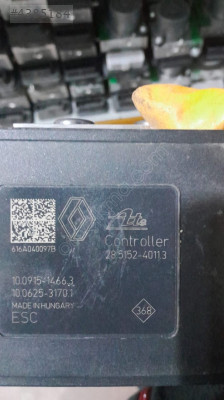 616A040097B
Ate
Controller
28.5152-4011.3
10.0915-1466.3
10.0625-3170.1
MADE IN HUNGARY
ESC
368